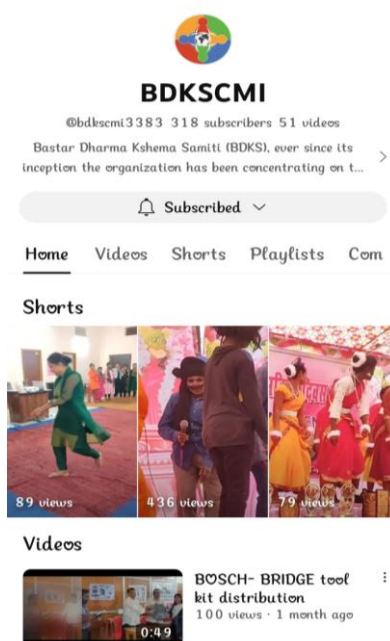 BDKSCMI
@bdkscmi3383 318 subscribers 51 videos
Bastar Dharma Kshema Samiti (BDKS), ever since its
inception the organization has been concentrating on t...
Subscribed
Home Videos Shorts Playlists Com
Shorts
89 views 436 views 79 views
Videos
BOSCH- BRIDGE tool
kit distribution
100 views · 1 month ago
0:49